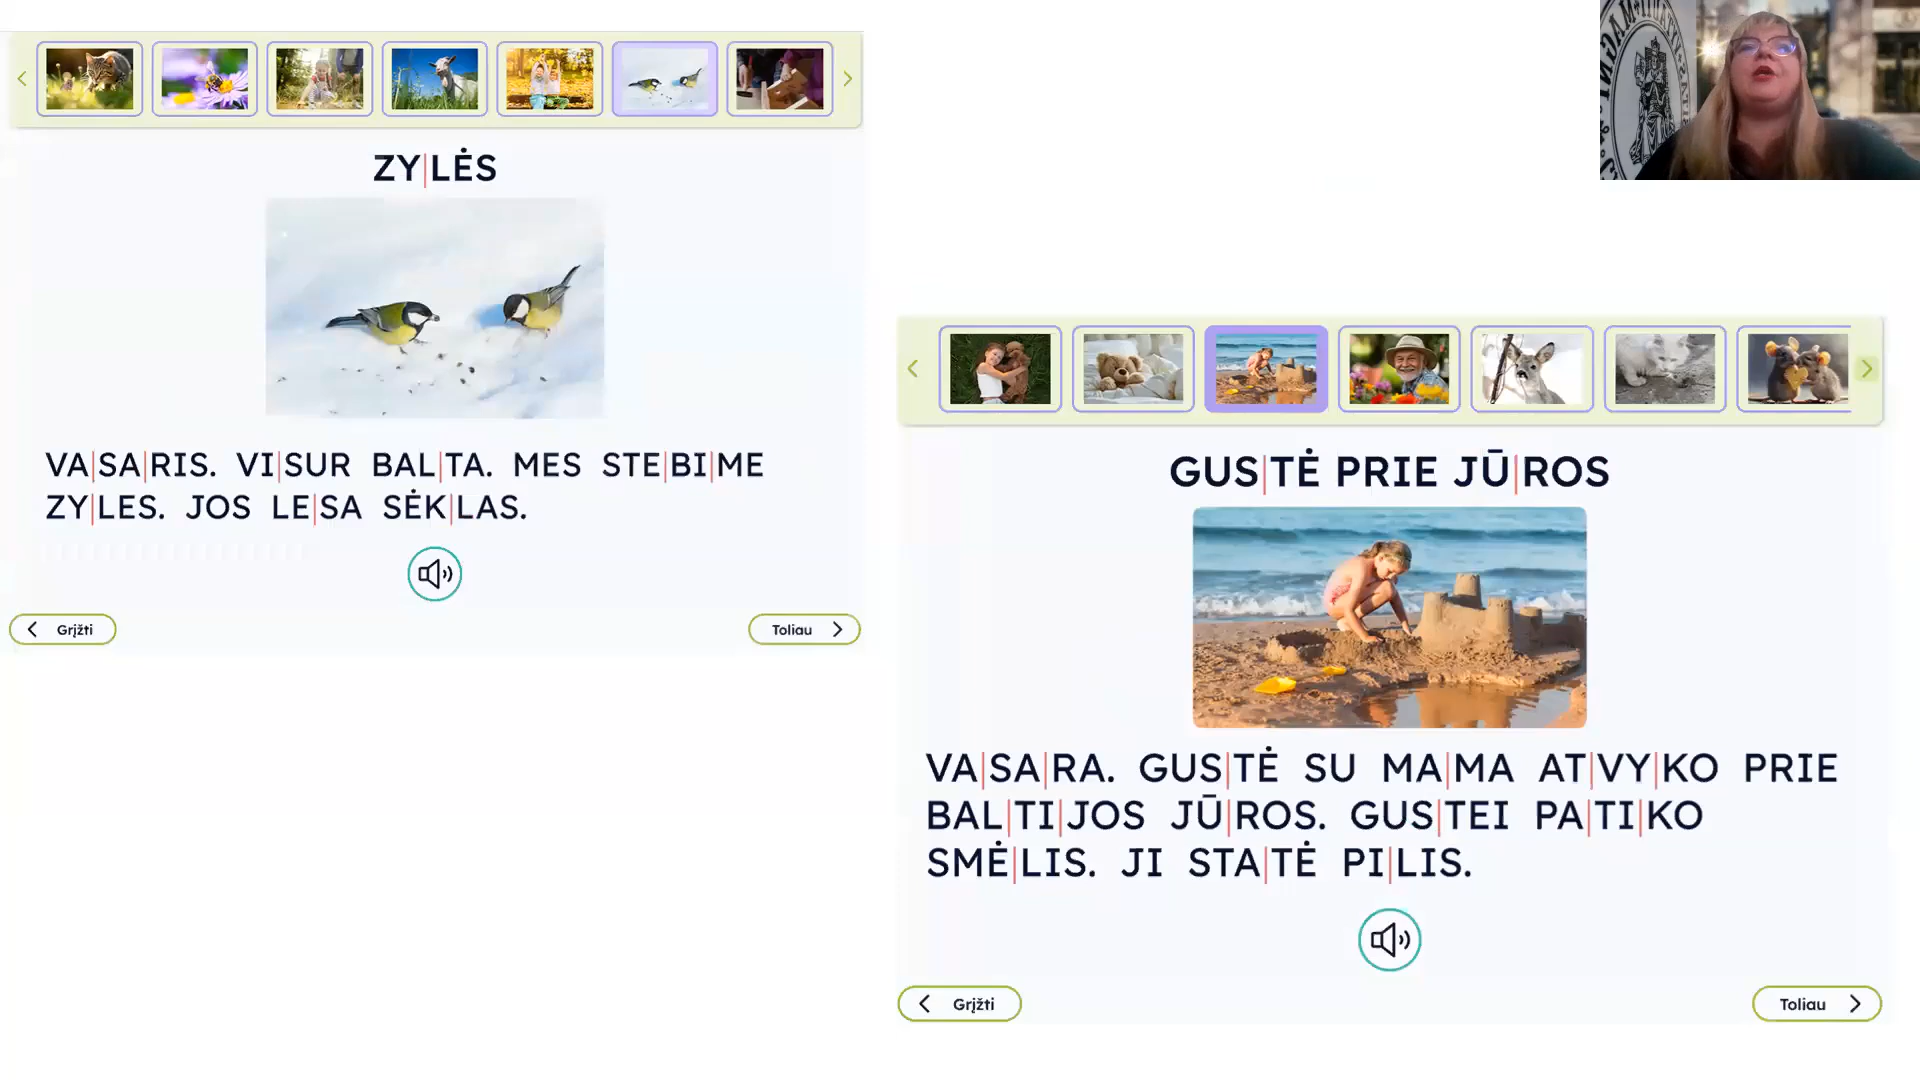 ZY|LĖS
VA|SA|RIS. VI|SUR BAL|TA. MES STE|BI|ME
ZY|LES. JOS LE|SA SĖK|LAS.
Grįžti
Toliau
GUS|TĖ PRIE JŪ|ROS
VA|SA|RA. GUS|TĖ SU MA|MA AT|VY|KO PRIE
BAL|TI|JOS JŪ|ROS. GUS|TEI PA|TI|KO
SMĖ|LIS. JI STA|TĖ PI|LIS.
Grįžti
Toliau